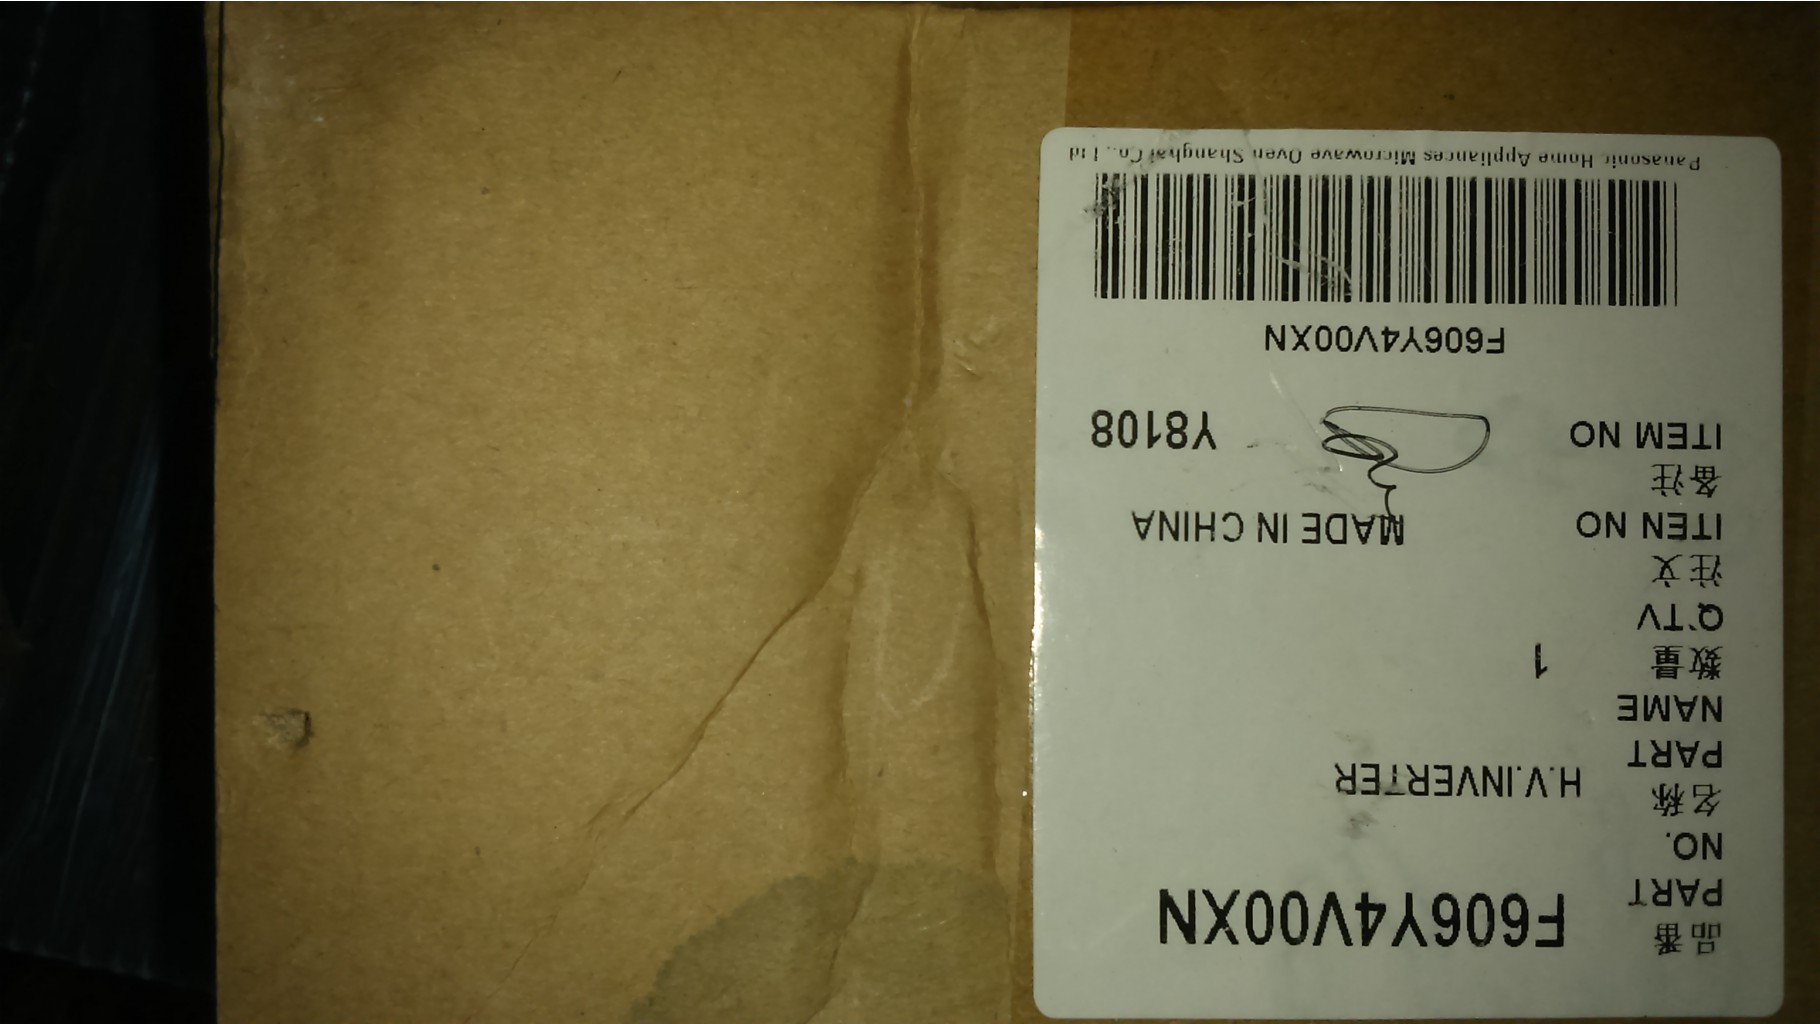 品番
PART
NO.
F606Y4V00XN
名称
PART
NAME
H.V.INVERTER
数量
Q'TV
1
注文
ITEN NO
MADE IN CHINA
备注
ITEM NO
Y8108
F606Y4V00XN
Panasonic Home Appliances Microwave Oven Shanghai Co., Ltd